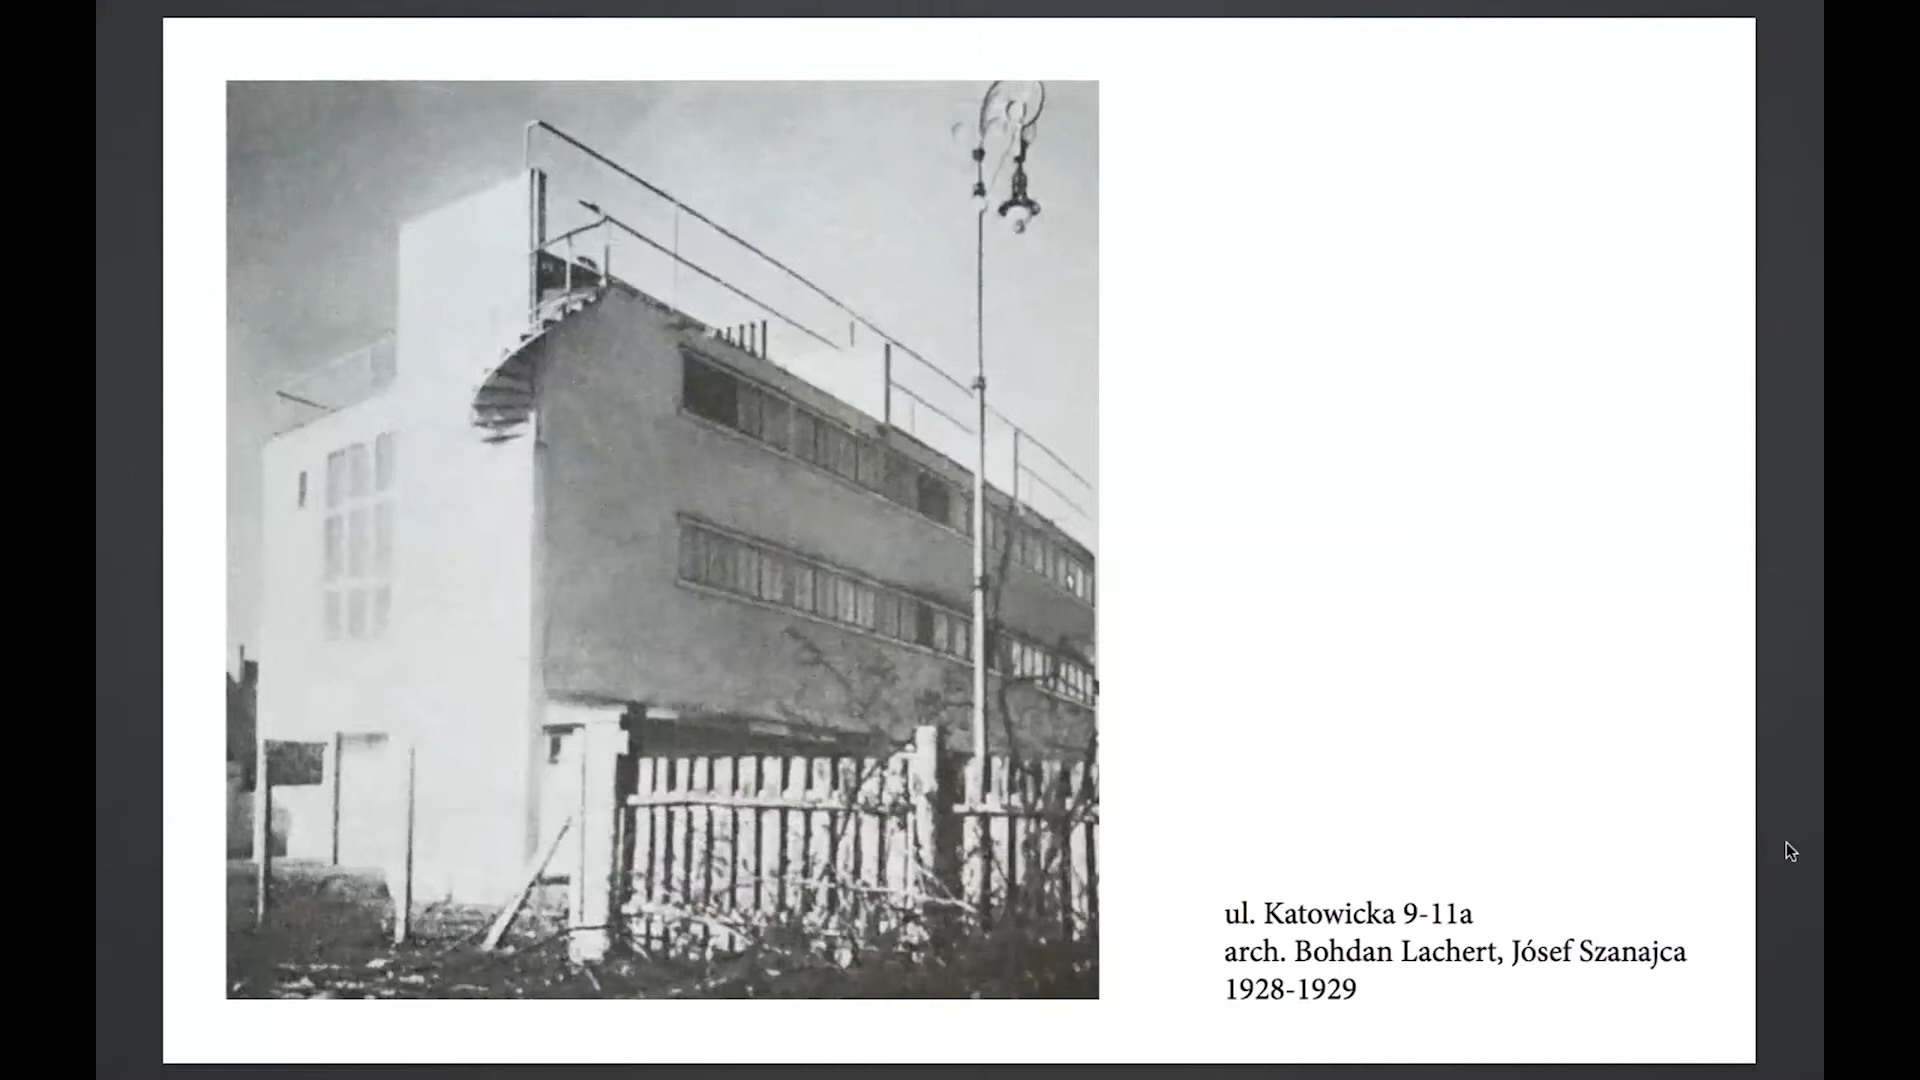 ul. Katowicka 9-11a
arch. Bohdan Lachert, Jósef Szanajca
1928-1929